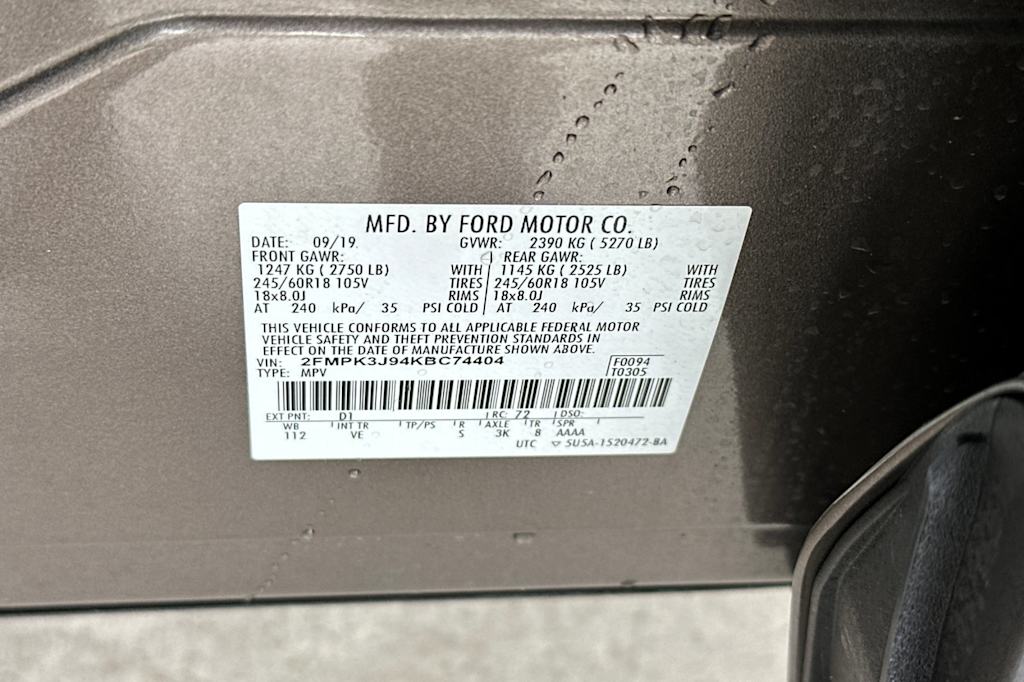 MFD. BY FORD MOTOR CO.
DATE: 09/19 GVWR: 2390 KG ( 5270 LB)
FRONT GAWR: REAR GAWR:
1247 KG ( 2750 LB) WITH 1145 KG ( 2525 LB) WITH
245/60R18 105V TIRES 245/60R18 105V TIRES
18x8.0J RIMS 18x8.0J RIMS
AT 240 kPa/ 35 PSI COLD AT 240 kPa/ 35 PSI COLD
THIS VEHICLE CONFORMS TO ALL APPLICABLE FEDERAL MOTOR
VEHICLE SAFETY AND THEFT PREVENTION STANDARDS IN
EFFECT ON THE DATE OF MANUFACTURE SHOWN ABOVE.
VIN: 2FMPK3J94KBC74404 F0094
TYPE: MPV T0305
EXT PNT: D1 RC: 72 DSO:
WB INT TR TP/PS R AXLE TR SPR
112 VE S 3K 8 AAAA
UTC 5U5A-1520472-BA